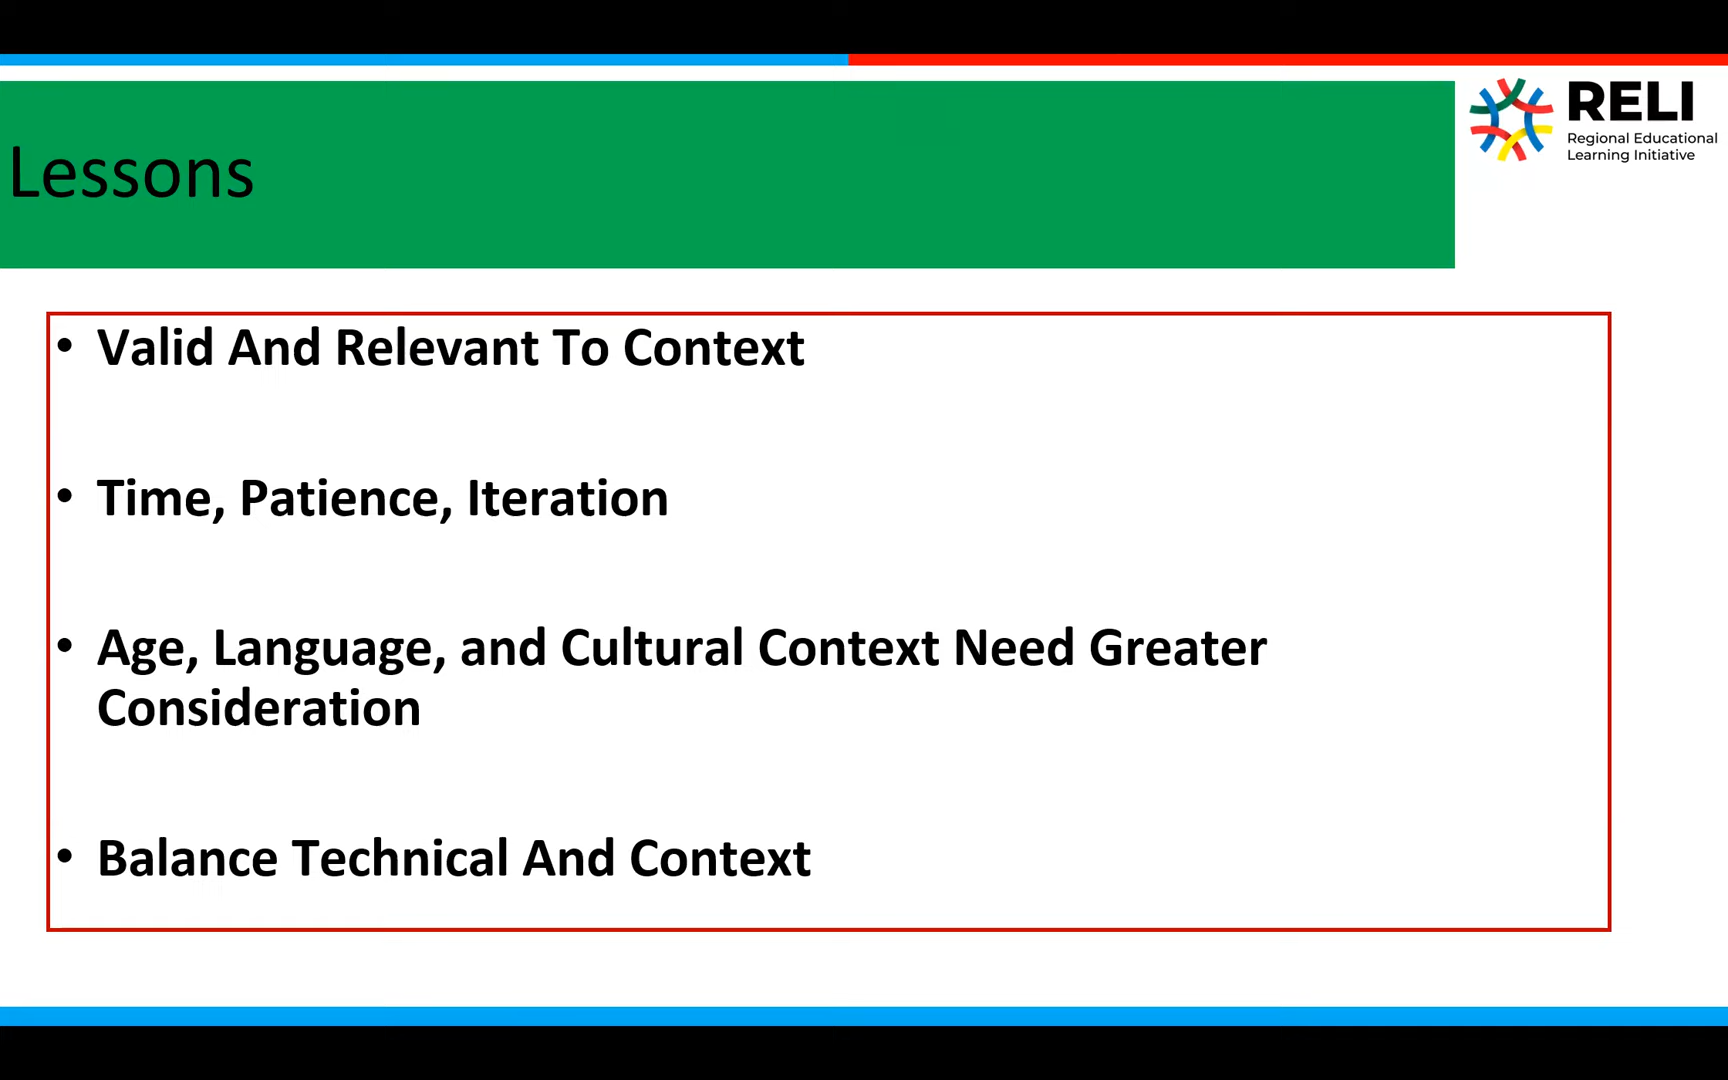 RELI
Regional Educational
Learning Initiative
Lessons
• Valid And Relevant To Context
• Time, Patience, Iteration
• Age, Language, and Cultural Context Need Greater
Consideration
• Balance Technical And Context